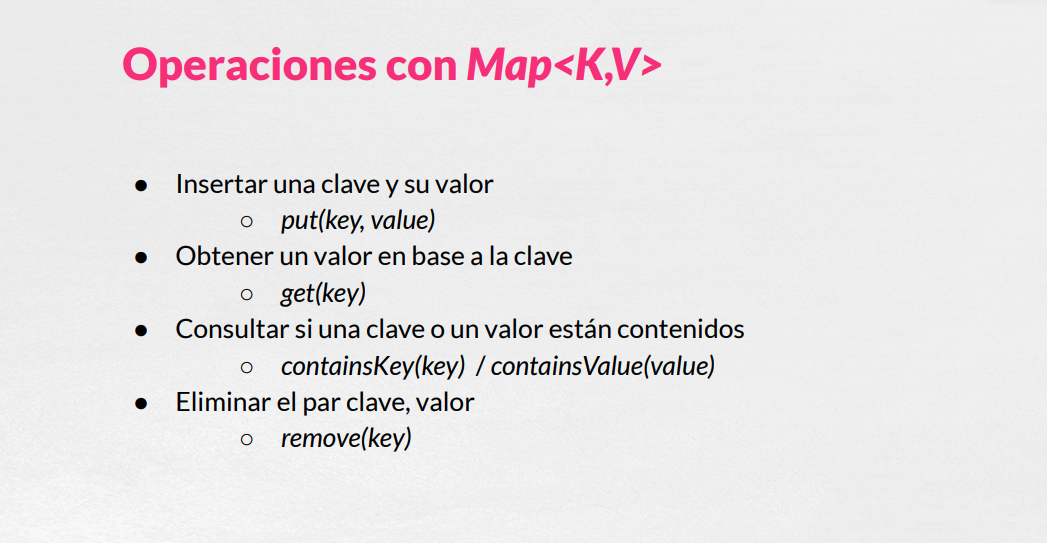 Operaciones con Map<K,V>
● Insertar una clave y su valor
○ put(key, value)
● Obtener un valor en base a la clave
○ get(key)
● Consultar si una clave o un valor están contenidos
○ containsKey(key) / containsValue(value)
● Eliminar el par clave, valor
○ remove(key)